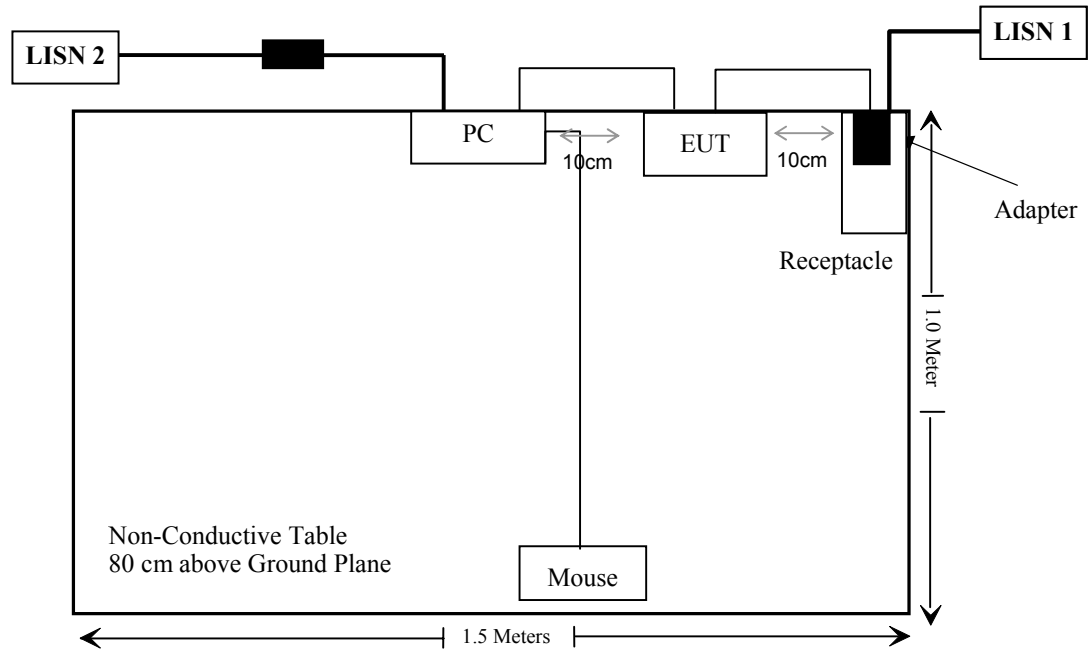 LISN 1
LISN 2
PC
EUT
10cm
10cm
Adapter
Receptacle
1.0 Meter
Non-Conductive Table
80 cm above Ground Plane
Mouse
1.5 Meters